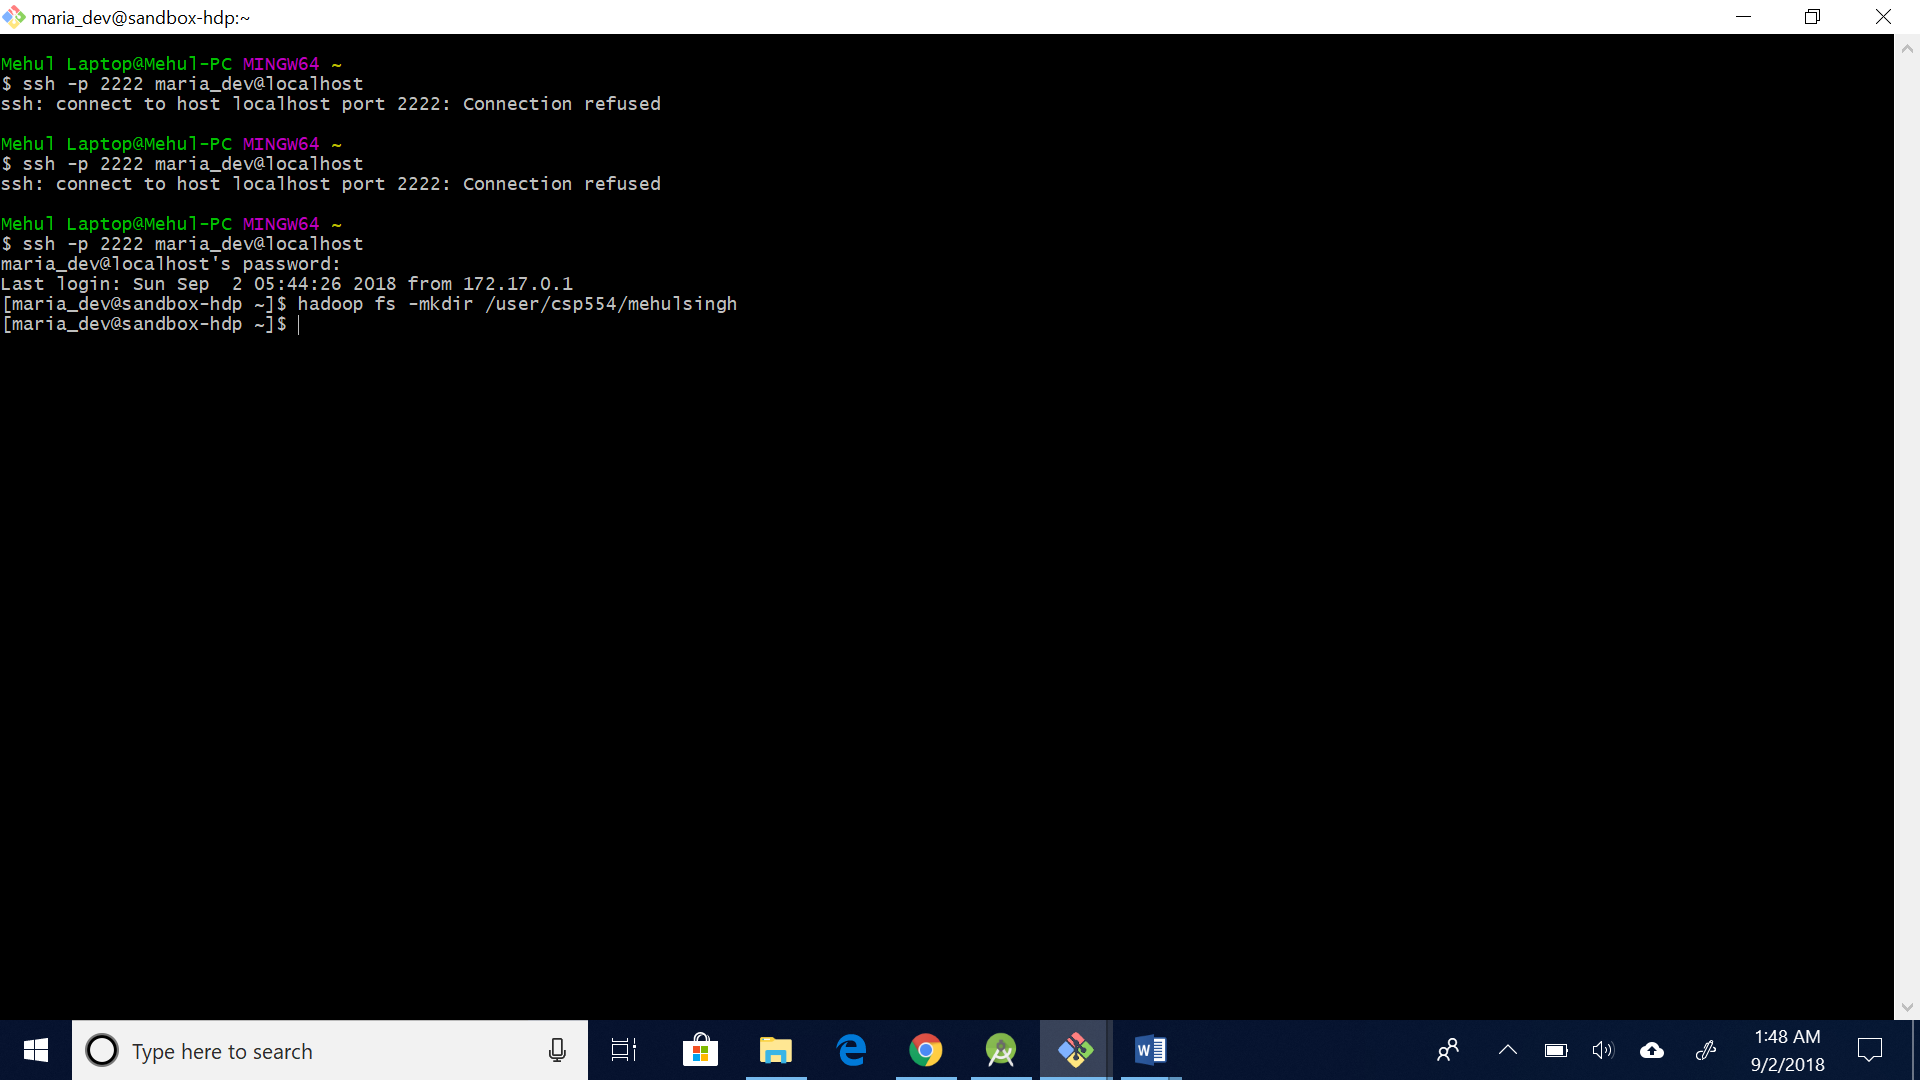 maria_dev@sandbox-hdp:~
Mehul Laptop@Mehul-PC MINGW64 ~
$ ssh -p 2222 maria_dev@localhost
ssh: connect to host localhost port 2222: Connection refused
Mehul Laptop@Mehul-PC MINGW64 ~
$ ssh -p 2222 maria_dev@localhost
ssh: connect to host localhost port 2222: Connection refused
Mehul Laptop@Mehul-PC MINGW64 ~
$ ssh -p 2222 maria_dev@localhost
maria_dev@localhost's password:
Last login: Sun Sep  2 05:44:26 2018 from 172.17.0.1
[maria_dev@sandbox-hdp ~]$ hadoop fs -mkdir /user/csp554/mehulsingh
[maria_dev@sandbox-hdp ~]$
Type here to search
1:48 AM
9/2/2018